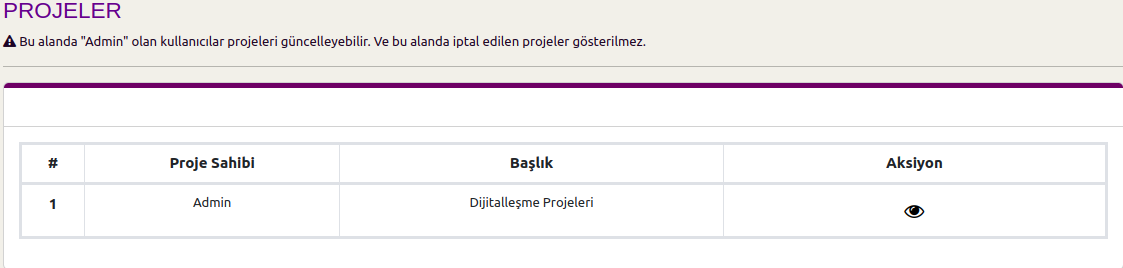 PROJELER
Bu alanda "Admin" olan kullanıcılar projeleri güncelleyebilir. Ve bu alanda iptal edilen projeler gösterilmez.
# Proje Sahibi Başlık Aksiyon
1 Admin Dijitalleşme Projeleri